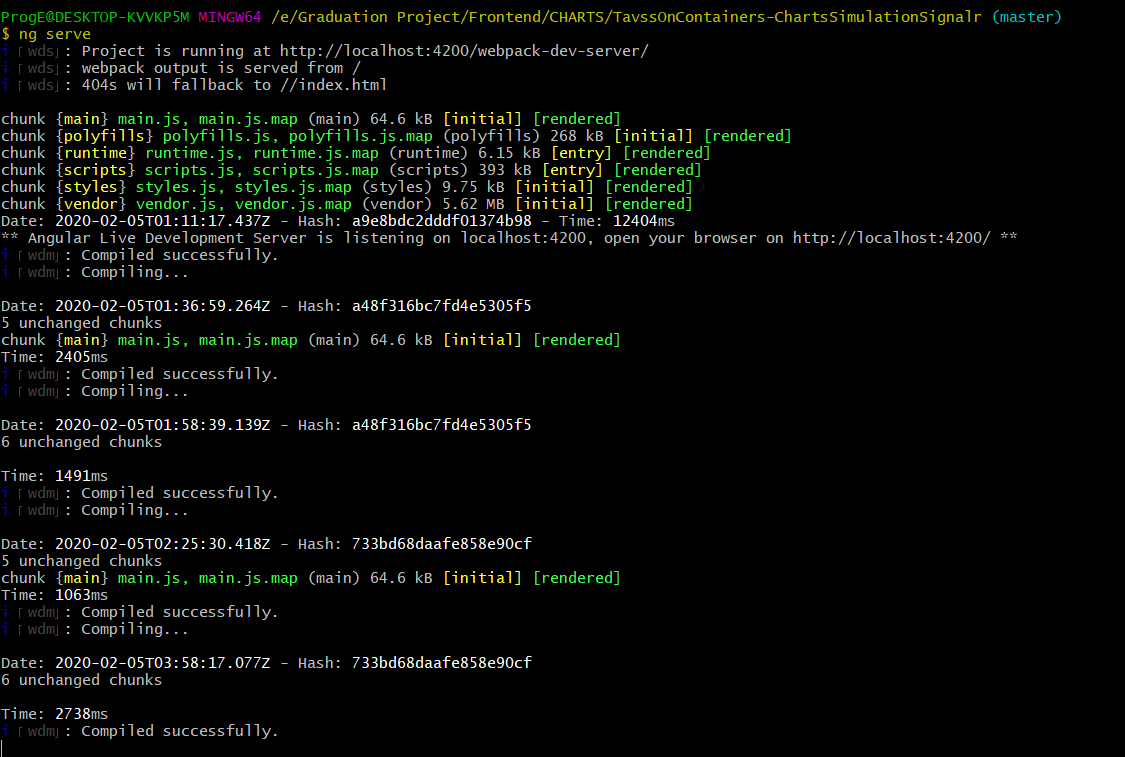 ProgE@DESKTOP-KVVKP5M MINGW64 /e/Graduation Project/Frontend/CHARTS/TavssOnContainers-ChartsSimulationSignalr (master)
$ ng serve
i ｢wds｣: Project is running at http://localhost:4200/webpack-dev-server/
i ｢wds｣: webpack output is served from /
i ｢wds｣: 404s will fallback to //index.html
chunk {main} main.js, main.js.map (main) 64.6 kB [initial] [rendered]
chunk {polyfills} polyfills.js, polyfills.js.map (polyfills) 268 kB [initial] [rendered]
chunk {runtime} runtime.js, runtime.js.map (runtime) 6.15 kB [entry] [rendered]
chunk {scripts} scripts.js, scripts.js.map (scripts) 393 kB [entry] [rendered]
chunk {styles} styles.js, styles.js.map (styles) 9.75 kB [initial] [rendered]
chunk {vendor} vendor.js, vendor.js.map (vendor) 5.62 MB [initial] [rendered]
Date: 2020-02-05T01:11:17.437Z - Hash: a9e8bdc2dddf01374b98 - Time: 12404ms
** Angular Live Development Server is listening on localhost:4200, open your browser on http://localhost:4200/ **
i ｢wdm｣: Compiled successfully.
i ｢wdm｣: Compiling...
Date: 2020-02-05T01:36:59.264Z - Hash: a48f316bc7fd4e5305f5
5 unchanged chunks
chunk {main} main.js, main.js.map (main) 64.6 kB [initial] [rendered]
Time: 2405ms
i ｢wdm｣: Compiled successfully.
i ｢wdm｣: Compiling...
Date: 2020-02-05T01:58:39.139Z - Hash: a48f316bc7fd4e5305f5
6 unchanged chunks
Time: 1491ms
i ｢wdm｣: Compiled successfully.
i ｢wdm｣: Compiling...
Date: 2020-02-05T02:25:30.418Z - Hash: 733bd68daafe858e90cf
5 unchanged chunks
chunk {main} main.js, main.js.map (main) 64.6 kB [initial] [rendered]
Time: 1063ms
i ｢wdm｣: Compiled successfully.
i ｢wdm｣: Compiling...
Date: 2020-02-05T03:58:17.077Z - Hash: 733bd68daafe858e90cf
6 unchanged chunks
Time: 2738ms
i ｢wdm｣: Compiled successfully.